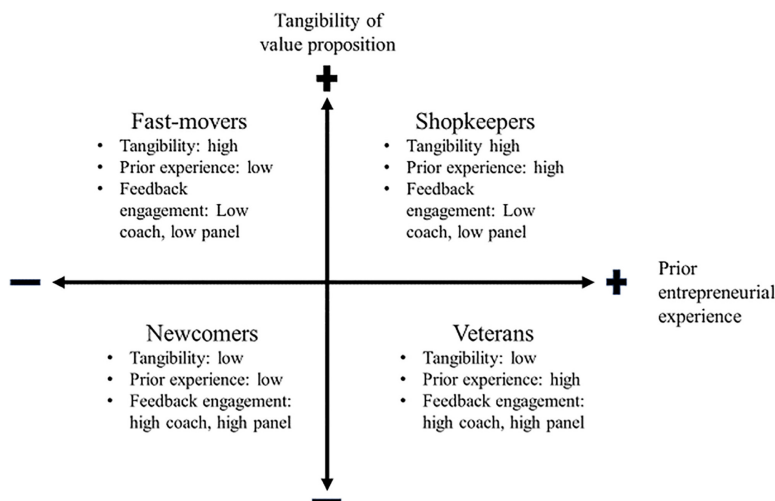 Tangibility of
value proposition
Fast-movers
• Tangibility: high
• Prior experience: low
• Feedback
engagement: Low
coach, low panel
Shopkeepers
• Tangibility high
• Prior experience: high
• Feedback
engagement: Low
coach, low panel
Prior
entrepreneurial
experience
Newcomers
• Tangibility: low
• Prior experience: low
• Feedback engagement:
high coach, high panel
Veterans
• Tangibility: low
• Prior experience: high
• Feedback engagement:
high coach, high panel